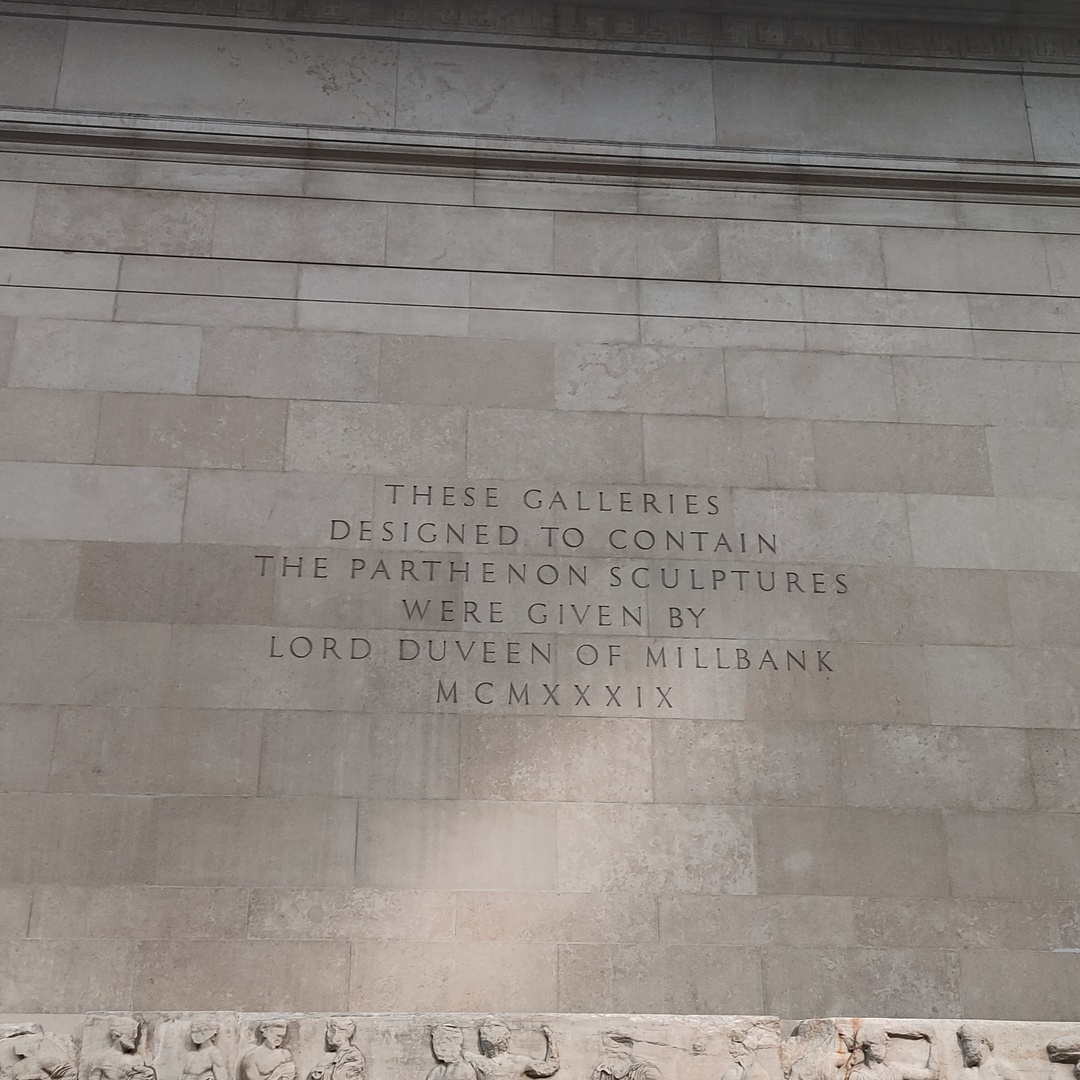 THESE GALLERIES
DESIGNED TO CONTAIN
THE PARTHENON SCULPTURES
WERE GIVEN BY
LORD DUVEEN OF MILLBANK
MCMXXXIX